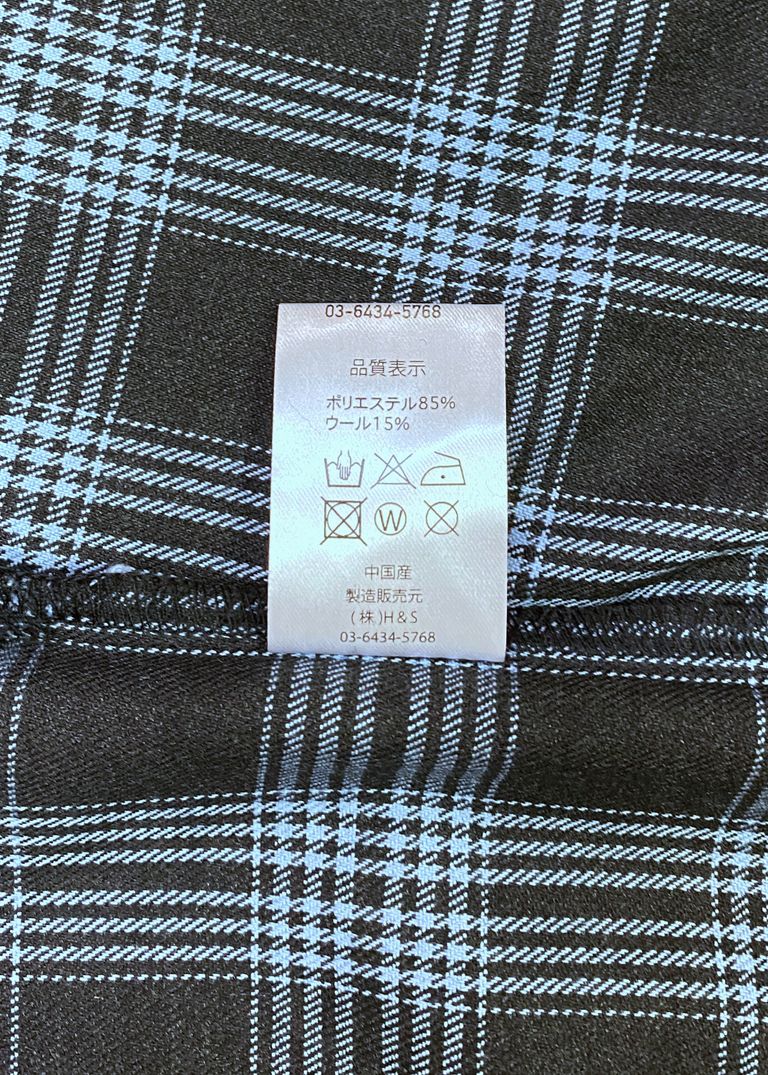 03-6434-5768
品質表示
ポリエステル85%
ウール15%
W
中国産
製造販売元
(株)H&S
03-6434-5768